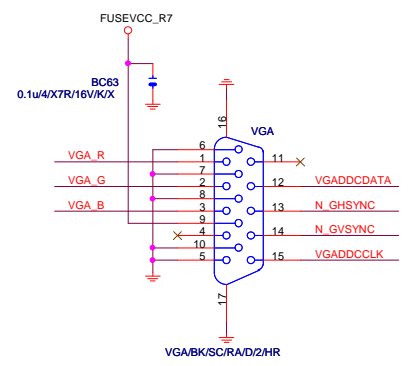 FUSEVCC_R7
BC63
0.1u/4/X7R/16V/K/X
16
VGA
6
VGA_R 1 11
7
VGA_G 2 12 VGADDCDATA
8
VGA_B 3 13 N_GHSYNC
9
4 14 N_GVSYNC
10
5 15 VGADDCCLK
17
VGA/BK/SC/RA/D/2/HR